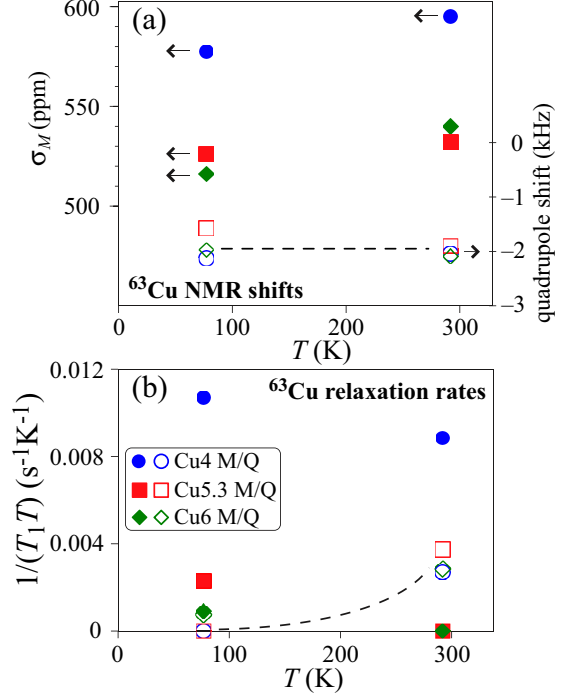 (a)
600
550
500
σM (ppm)
0
−1
−2
−3
quadrupole shift (kHz)
63Cu NMR shifts
0
100
200
300
T (K)
(b)
63Cu relaxation rates
0.012
0.008
0.004
0
1/(T1T) (s-1K-1)
Cu4 M/Q
Cu5.3 M/Q
Cu6 M/Q
0
100
200
300
T (K)